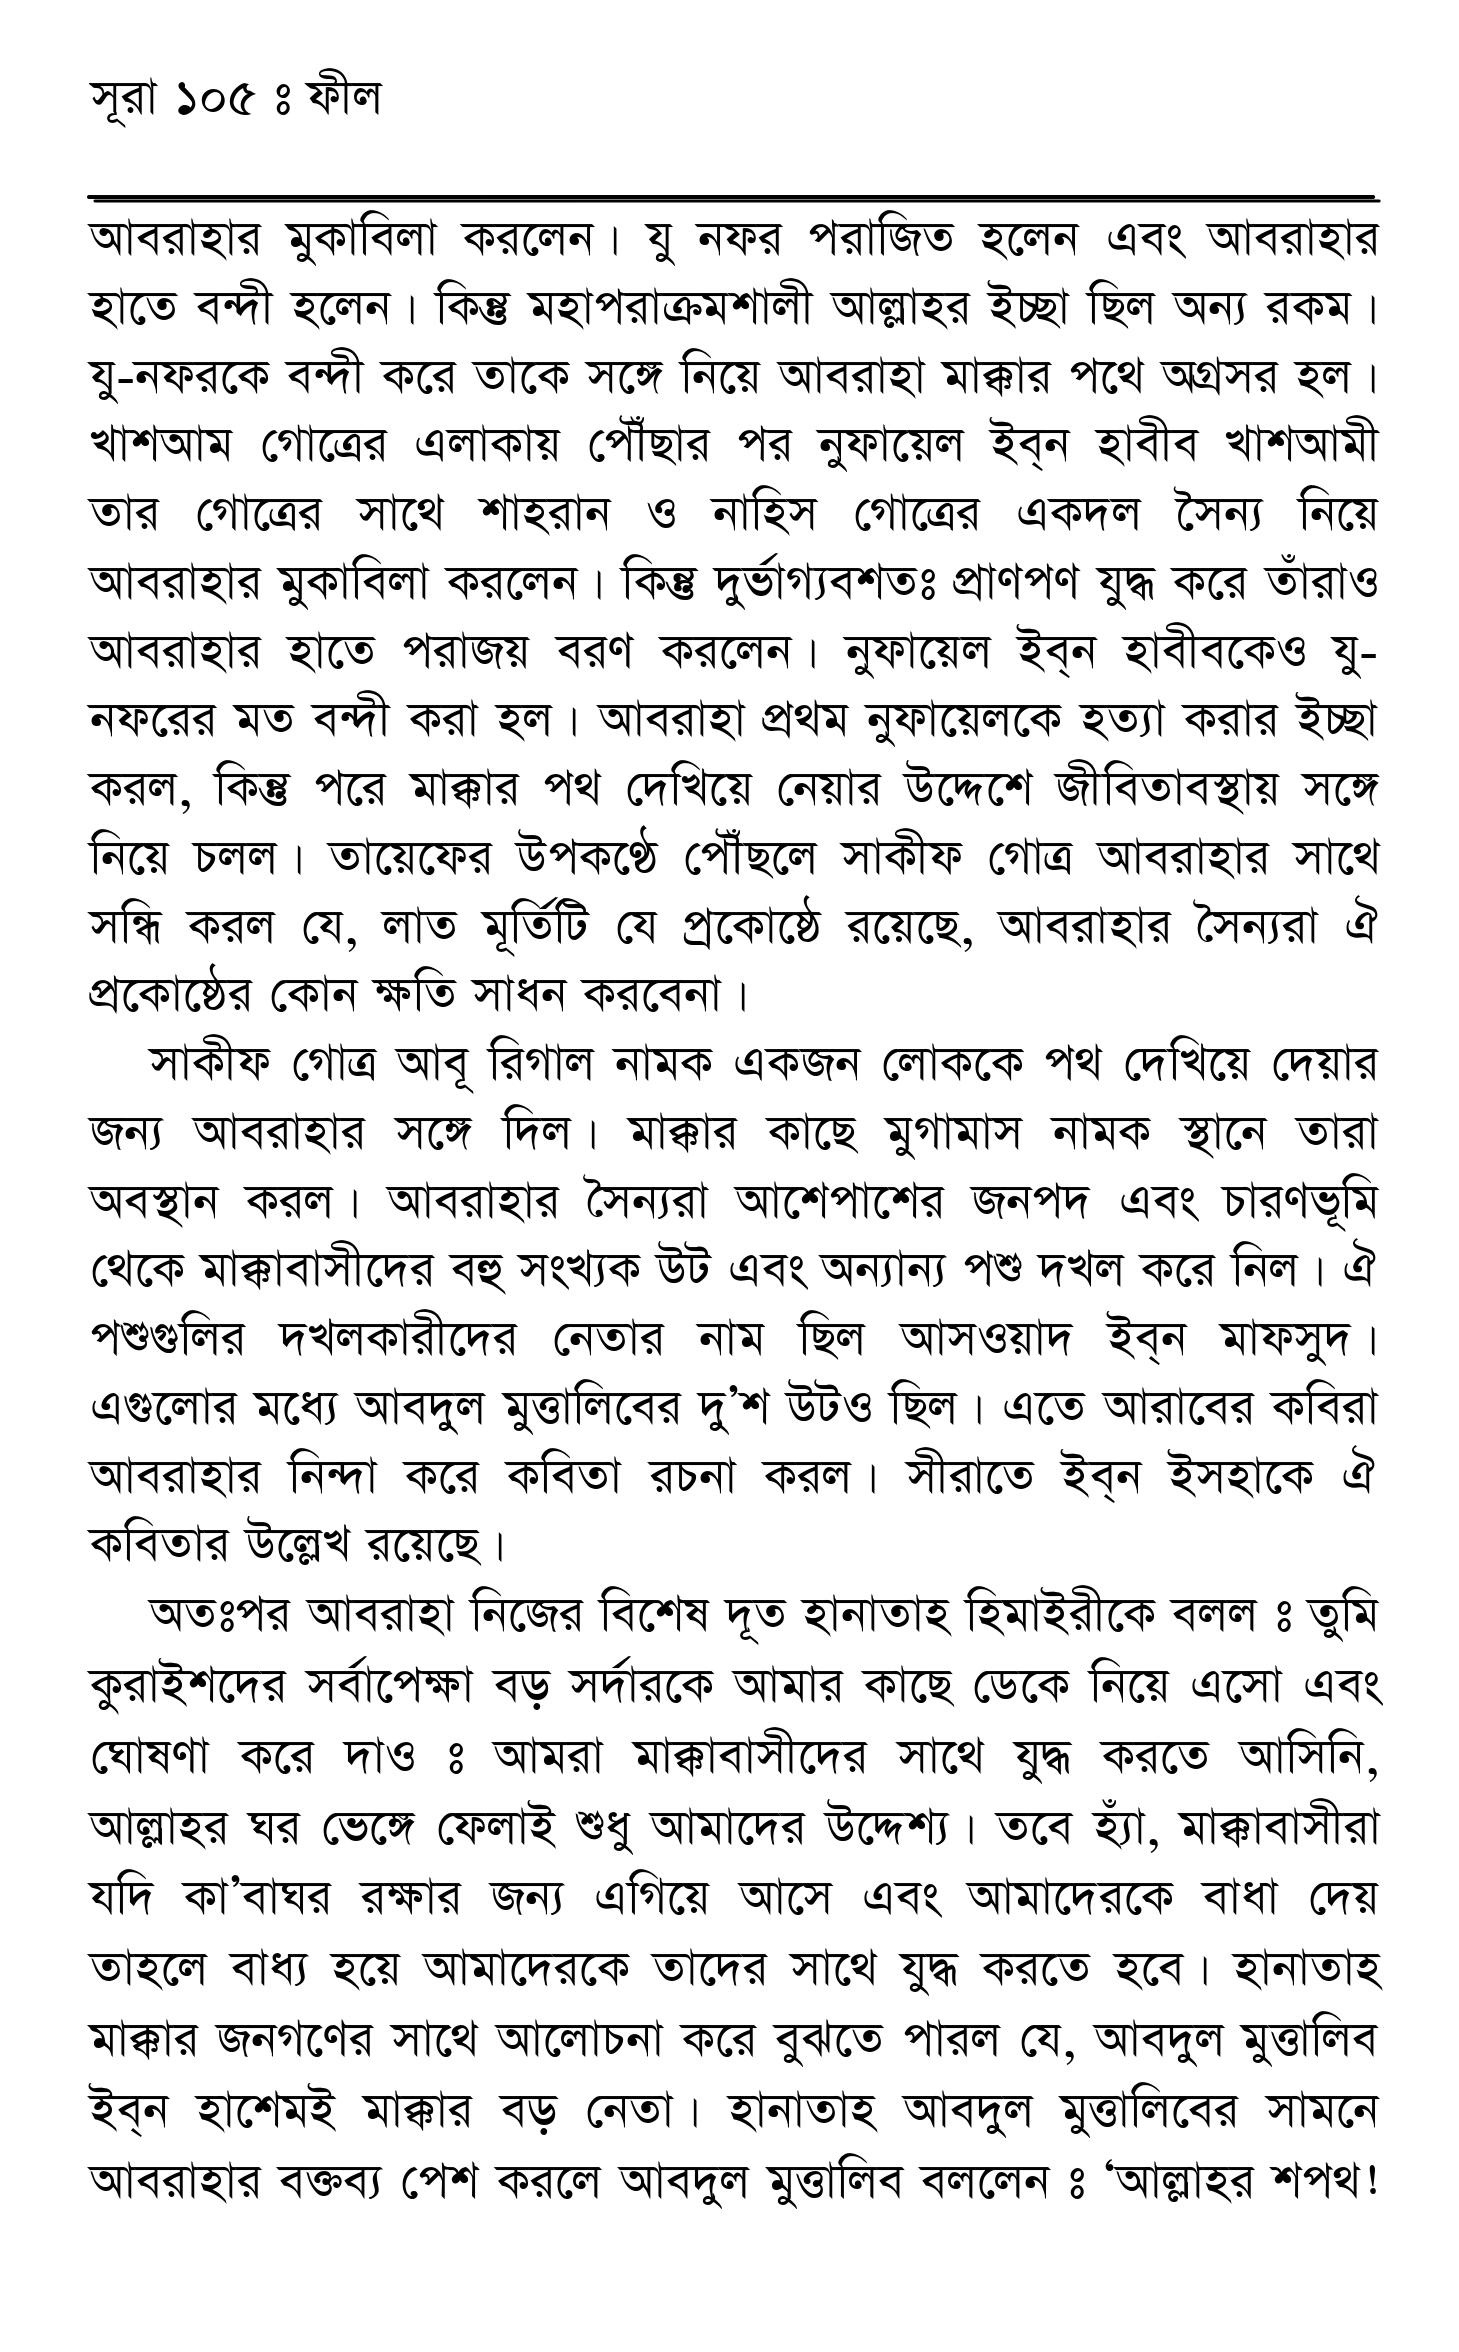 সূরা ১০৫ ঃ ফীল
আবরাহার মুকাবিলা করলেন। যু নফর পরাজিত হলেন এবং আবরাহার
হাতে বন্দী হলেন। কিন্তু মহাপরাক্রমশালী আল্লাহর ইচ্ছা ছিল অন্য রকম।
যু-নফরকে বন্দী করে তাকে সঙ্গে নিয়ে আবরাহা মাক্কার পথে অগ্রসর হল।
খাশআম গোত্রের এলাকায় পৌঁছার পর নুফায়েল ইব্‌ন হাবীব খাশআমী
তার গোত্রের সাথে শাহরান ও নাহিস গোত্রের একদল সৈন্য নিয়ে
আবরাহার মুকাবিলা করলেন। কিন্তু দুর্ভাগ্যবশতঃ প্রাণপণ যুদ্ধ করে তাঁরাও
আবরাহার হাতে পরাজয় বরণ করলেন। নুফায়েল ইব্‌ন হাবীবকেও যু-
নফরের মত বন্দী করা হল। আবরাহা প্রথম নুফায়েলকে হত্যা করার ইচ্ছা
করল, কিন্তু পরে মাক্কার পথ দেখিয়ে নেয়ার উদ্দেশে জীবিতাবস্থায় সঙ্গে
নিয়ে চলল। তায়েফের উপকণ্ঠে পৌঁছলে সাকীফ গোত্র আবরাহার সাথে
সন্ধি করল যে, লাত মূর্তিটি যে প্রকোষ্ঠে রয়েছে, আবরাহার সৈন্যরা ঐ
প্রকোষ্ঠের কোন ক্ষতি সাধন করবেনা।
সাকীফ গোত্র আবূ রিগাল নামক একজন লোককে পথ দেখিয়ে দেয়ার
জন্য আবরাহার সঙ্গে দিল। মাক্কার কাছে মুগামাস নামক স্থানে তারা
অবস্থান করল। আবরাহার সৈন্যরা আশেপাশের জনপদ এবং চারণভূমি
থেকে মাক্কাবাসীদের বহু সংখ্যক উট এবং অন্যান্য পশু দখল করে নিল। ঐ
পশুগুলির দখলকারীদের নেতার নাম ছিল আসওয়াদ ইব্‌ন মাফসুদ।
এগুলোর মধ্যে আবদুল মুত্তালিবের দু’শ উটও ছিল। এতে আরাবের কবিরা
আবরাহার নিন্দা করে কবিতা রচনা করল। সীরাতে ইব্‌ন ইসহাকে ঐ
কবিতার উল্লেখ রয়েছে।
অতঃপর আবরাহা নিজের বিশেষ দূত হানাতাহ হিমাইরীকে বলল ঃ তুমি
কুরাইশদের সর্বাপেক্ষা বড় সর্দারকে আমার কাছে ডেকে নিয়ে এসো এবং
ঘোষণা করে দাও ঃ আমরা মাক্কাবাসীদের সাথে যুদ্ধ করতে আসিনি,
আল্লাহর ঘর ভেঙ্গে ফেলাই শুধু আমাদের উদ্দেশ্য। তবে হ্যাঁ, মাক্কাবাসীরা
যদি কা’বাঘর রক্ষার জন্য এগিয়ে আসে এবং আমাদেরকে বাধা দেয়
তাহলে বাধ্য হয়ে আমাদেরকে তাদের সাথে যুদ্ধ করতে হবে। হানাতাহ
মাক্কার জনগণের সাথে আলোচনা করে বুঝতে পারল যে, আবদুল মুত্তালিব
ইব্‌ন হাশেমই মাক্কার বড় নেতা। হানাতাহ আবদুল মুত্তালিবের সামনে
আবরাহার বক্তব্য পেশ করলে আবদুল মুত্তালিব বললেন ঃ ‘আল্লাহর শপথ!